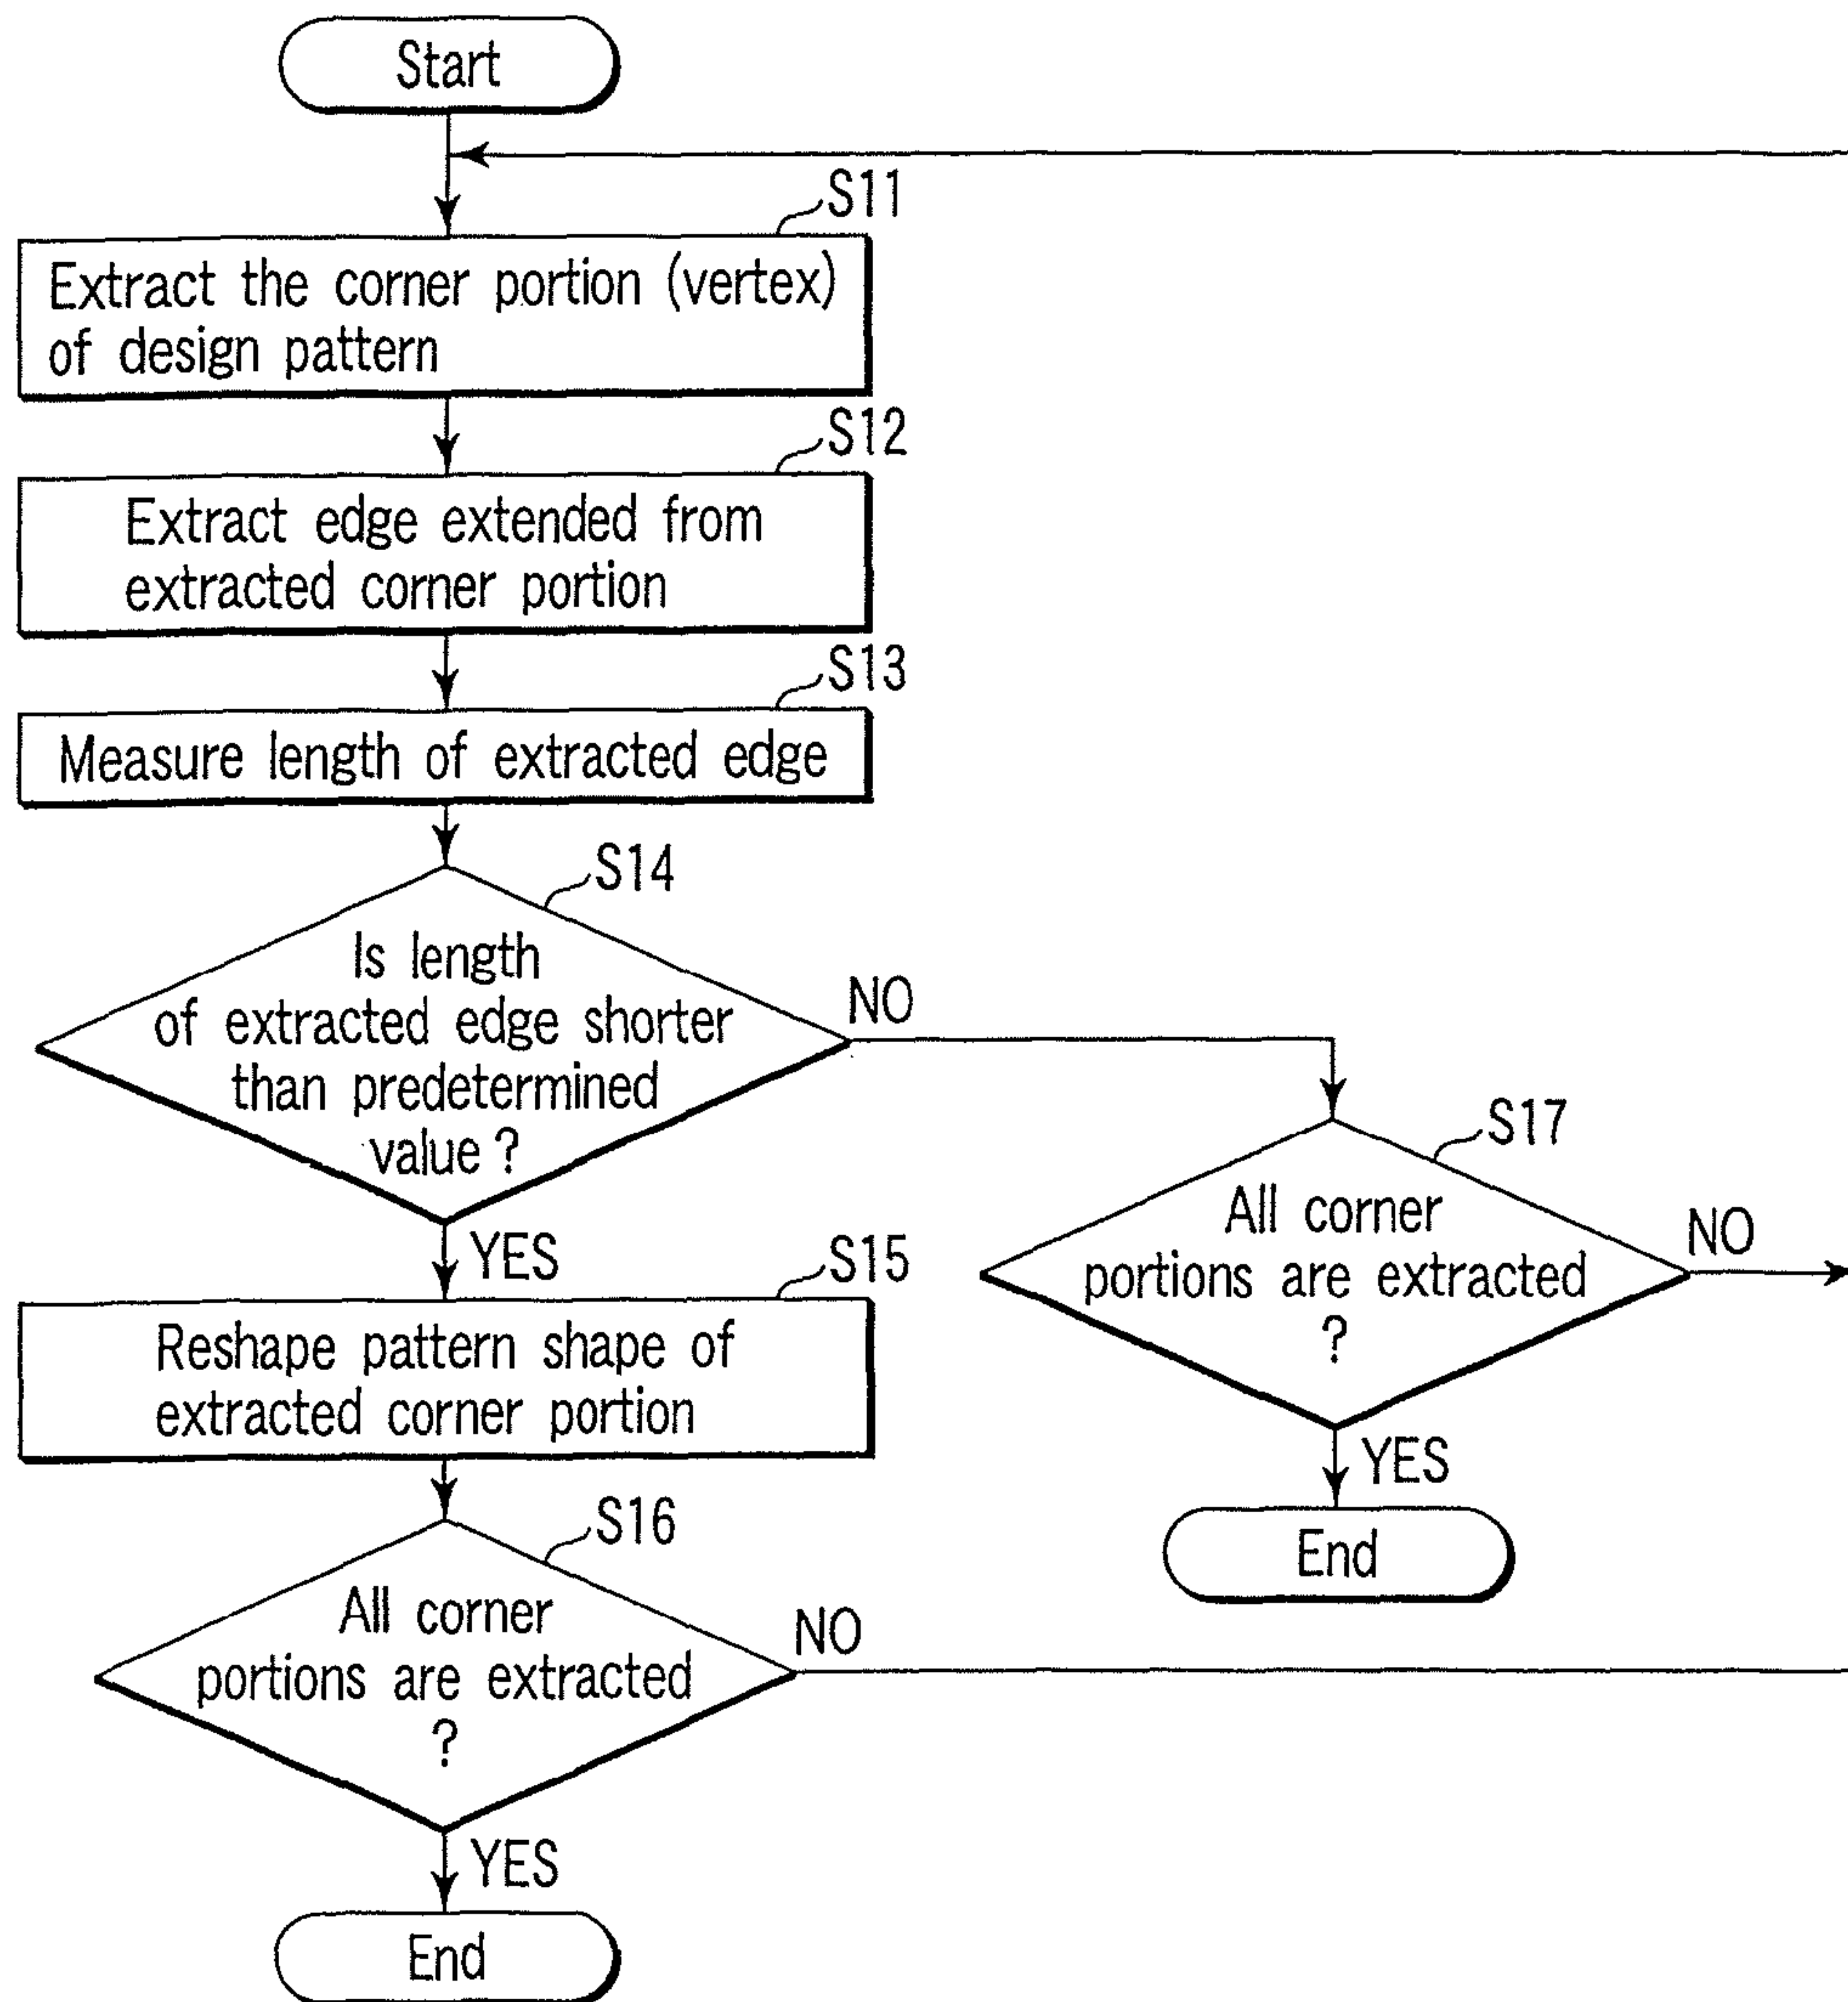 Start
S11
Extract the corner portion (vertex)
of design pattern
S12
Extract edge extended from
extracted corner portion
S13
Measure length of extracted edge
S14
Is length
of extracted edge shorter
than predetermined
value ?
NO
YES
S17
All corner
portions are extracted
?
NO
YES
End
S15
Reshape pattern shape of
extracted corner portion
S16
All corner
portions are extracted
?
NO
YES
End